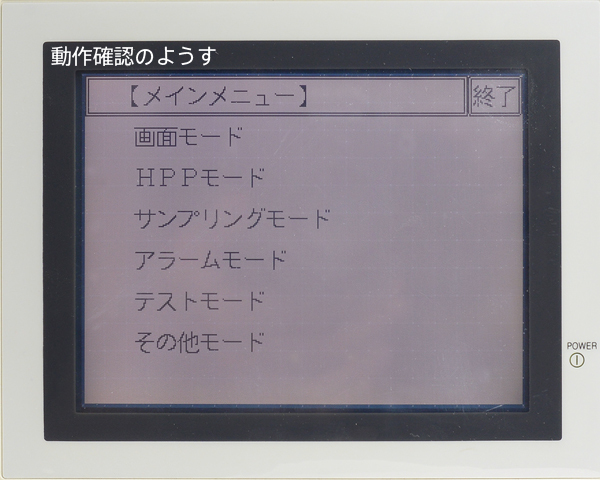 動作確認のようす
【メインメニュー】 終了
画面モード
ＨＰＰモード
サンプリングモード
アラームモード
テストモード
その他モード
POWER